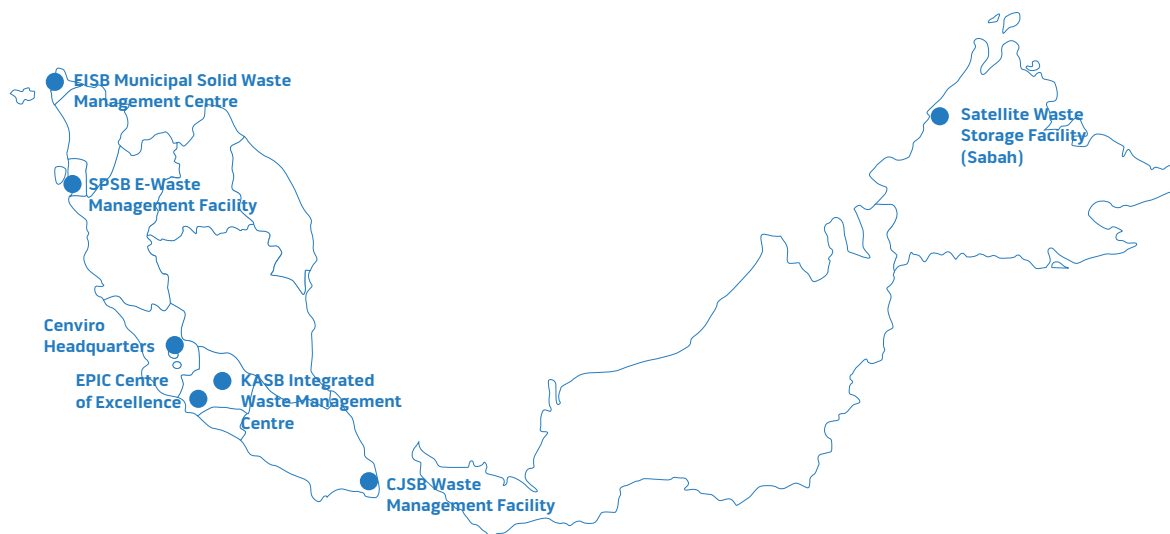 EISB Municipal Solid Waste
Management Centre
SPSB E-Waste
Management Facility
Cenviro
Headquarters
EPIC Centre
of Excellence
KASB Integrated
Waste Management
Centre
CJSB Waste
Management Facility
Satellite Waste
Storage Facility
(Sabah)